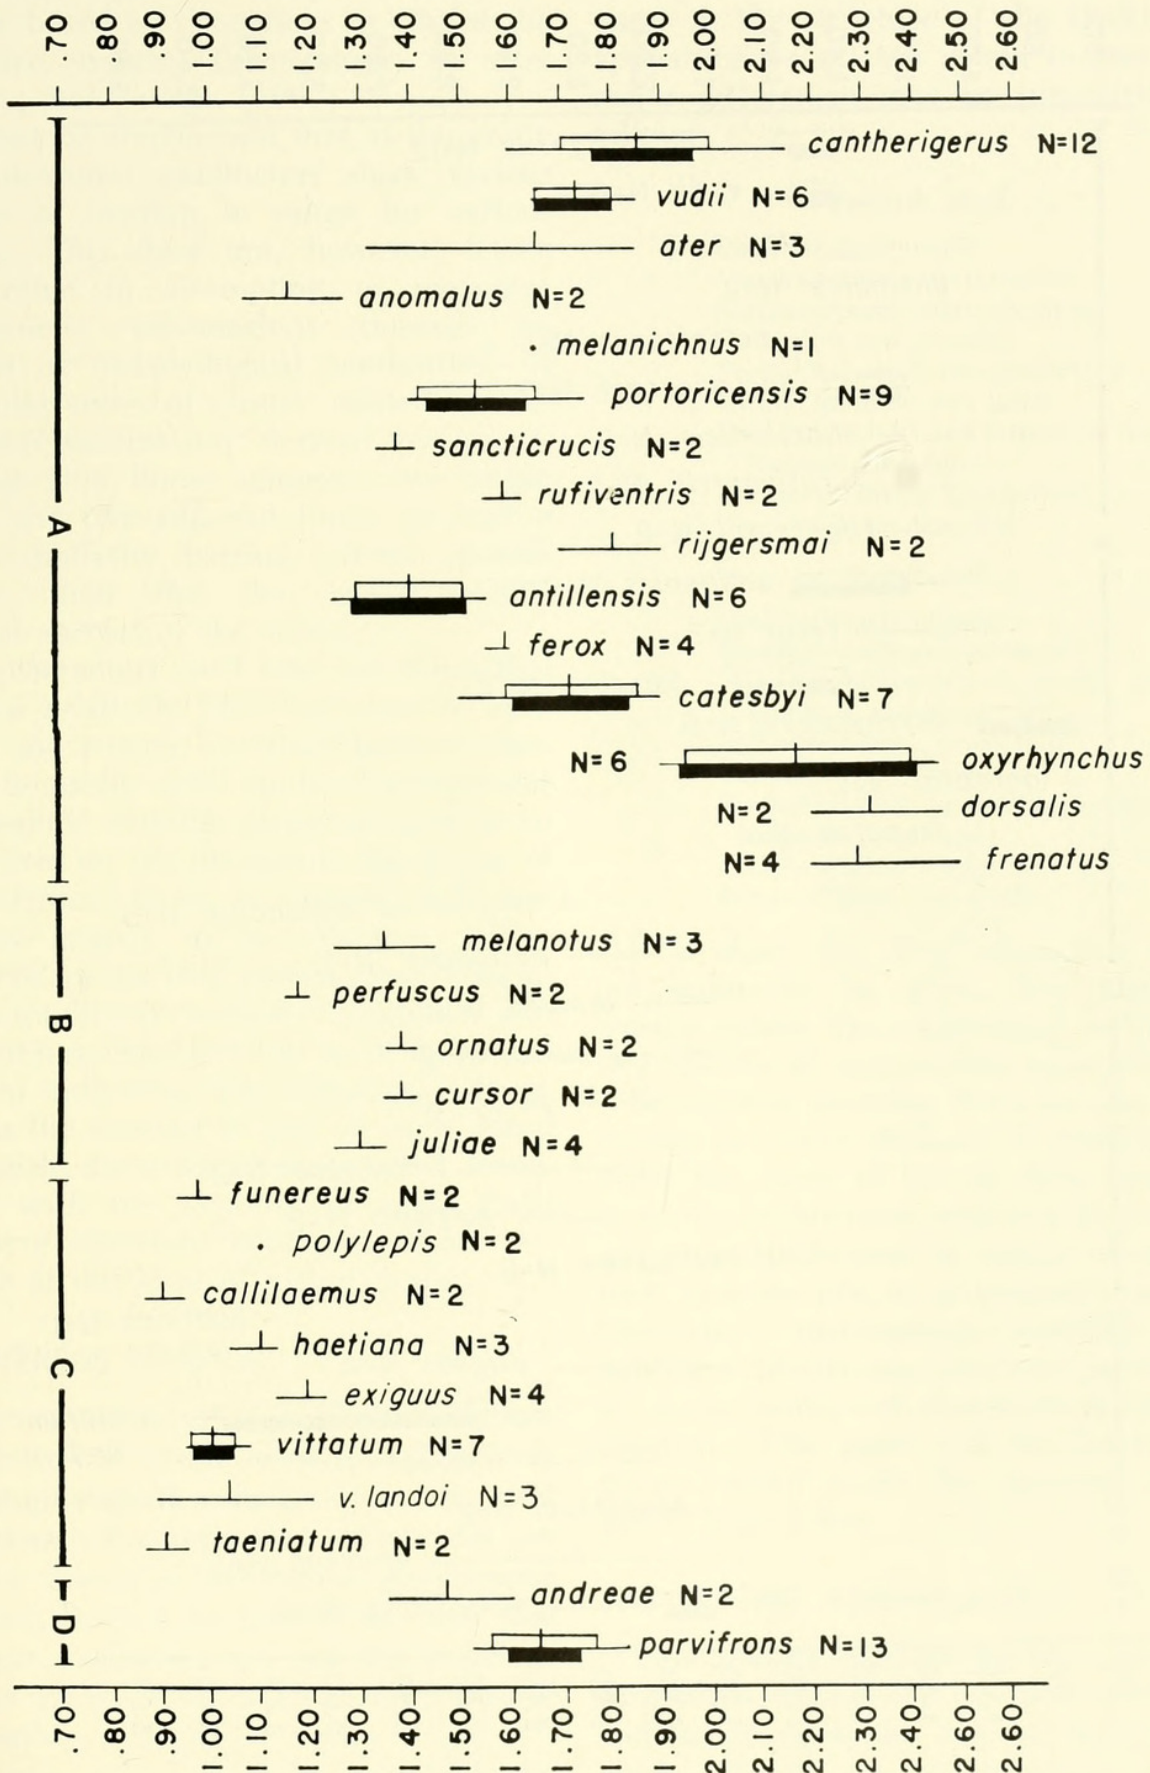 .70 .80 .90 1.00 1.10 1.20 1.30 1.40 1.50 1.60 1.70 1.80 1.90 2.00 2.10 2.20 2.30 2.40 2.50 2.60
cantherigerus N=12
vudii N=6
ater N=3
anomalus N=2
melanichnus N=1
portoricensis N=9
sancticrucis N=2
rufiventris N=2
A
rijgersmai N=2
antillensis N=6
ferox N=4
catesbyi N=7
N=6 oxyrhynchus
N=2 dorsalis
N=4 frenatus
melanotus N=3
perfuscus N=2
B
ornatus N=2
cursor N=2
juliae N=4
funereus N=2
polylepis N=2
callilaemus N=2
haetiana N=3
C
exiguus N=4
vittatum N=7
v. landoi N=3
taeniatum N=2
andreae N=2
D
parvifrons N=13
.70 .80 .90 1.00 1.10 1.20 1.30 1.40 1.50 1.60 1.70 1.80 1.90 2.00 2.10 2.20 2.30 2.40 2.60 2.60